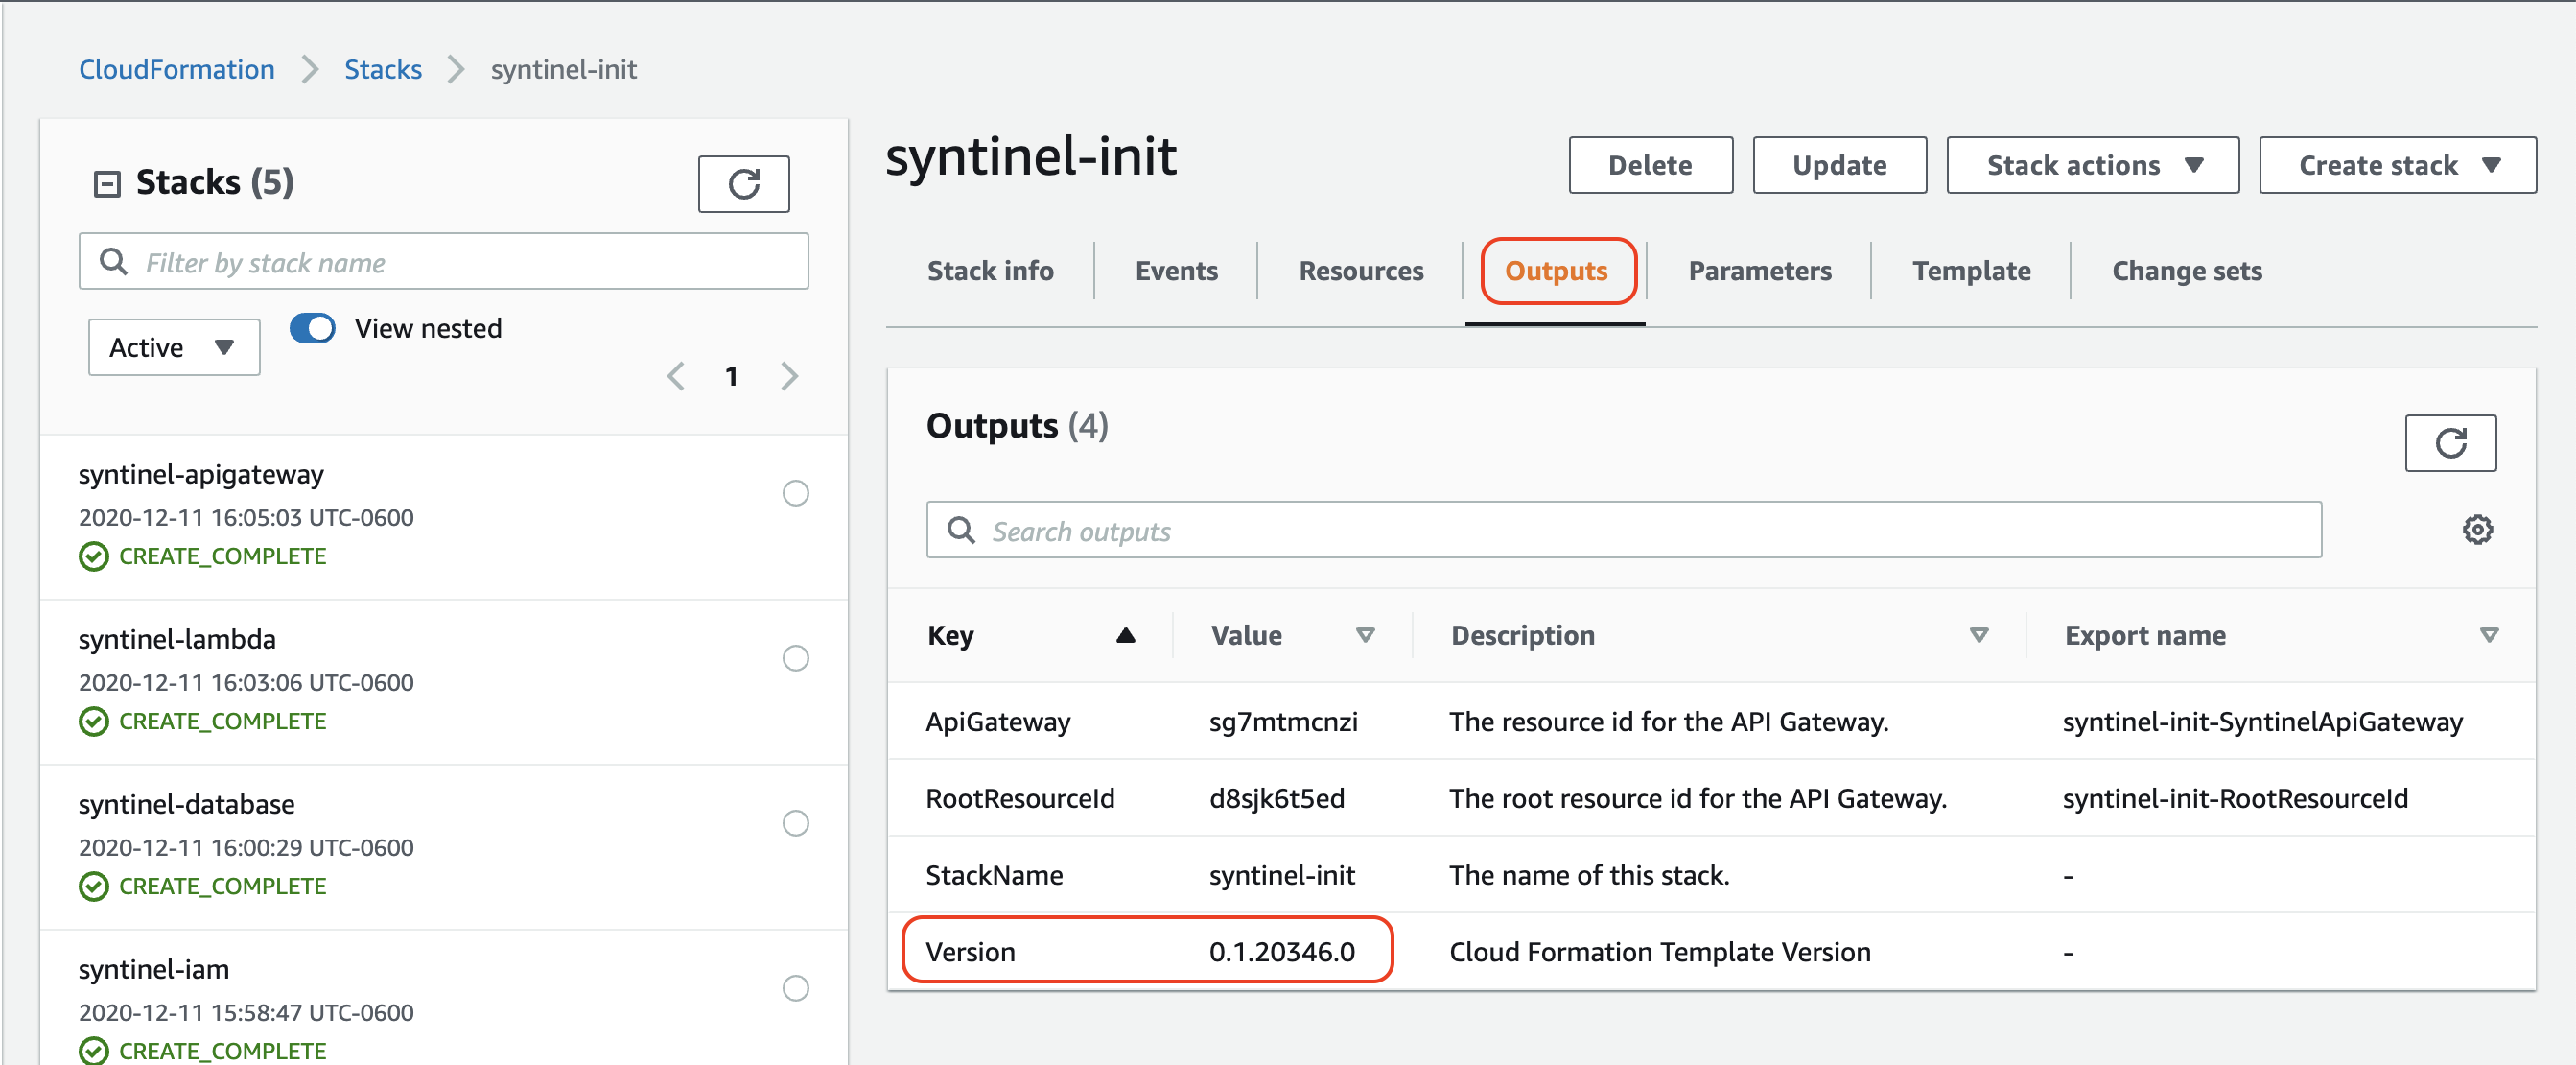 CloudFormation > Stacks > syntinel-init
Stacks (5)
Filter by stack name
Active
View nested
1
syntinel-apigateway
2020-12-11 16:05:03 UTC-0600
CREATE_COMPLETE
syntinel-lambda
2020-12-11 16:03:06 UTC-0600
CREATE_COMPLETE
syntinel-database
2020-12-11 16:00:29 UTC-0600
CREATE_COMPLETE
syntinel-iam
2020-12-11 15:58:47 UTC-0600
CREATE_COMPLETE
syntinel-init
Delete Update Stack actions Create stack
Stack info Events Resources Outputs Parameters Template Change sets
Outputs (4)
Search outputs
Key Value Description Export name
ApiGateway sg7mtmcnzi The resource id for the API Gateway. syntinel-init-SyntinelApiGateway
RootResourceId d8sjk6t5ed The root resource id for the API Gateway. syntinel-init-RootResourceId
StackName syntinel-init The name of this stack. -
Version 0.1.20346.0 Cloud Formation Template Version -